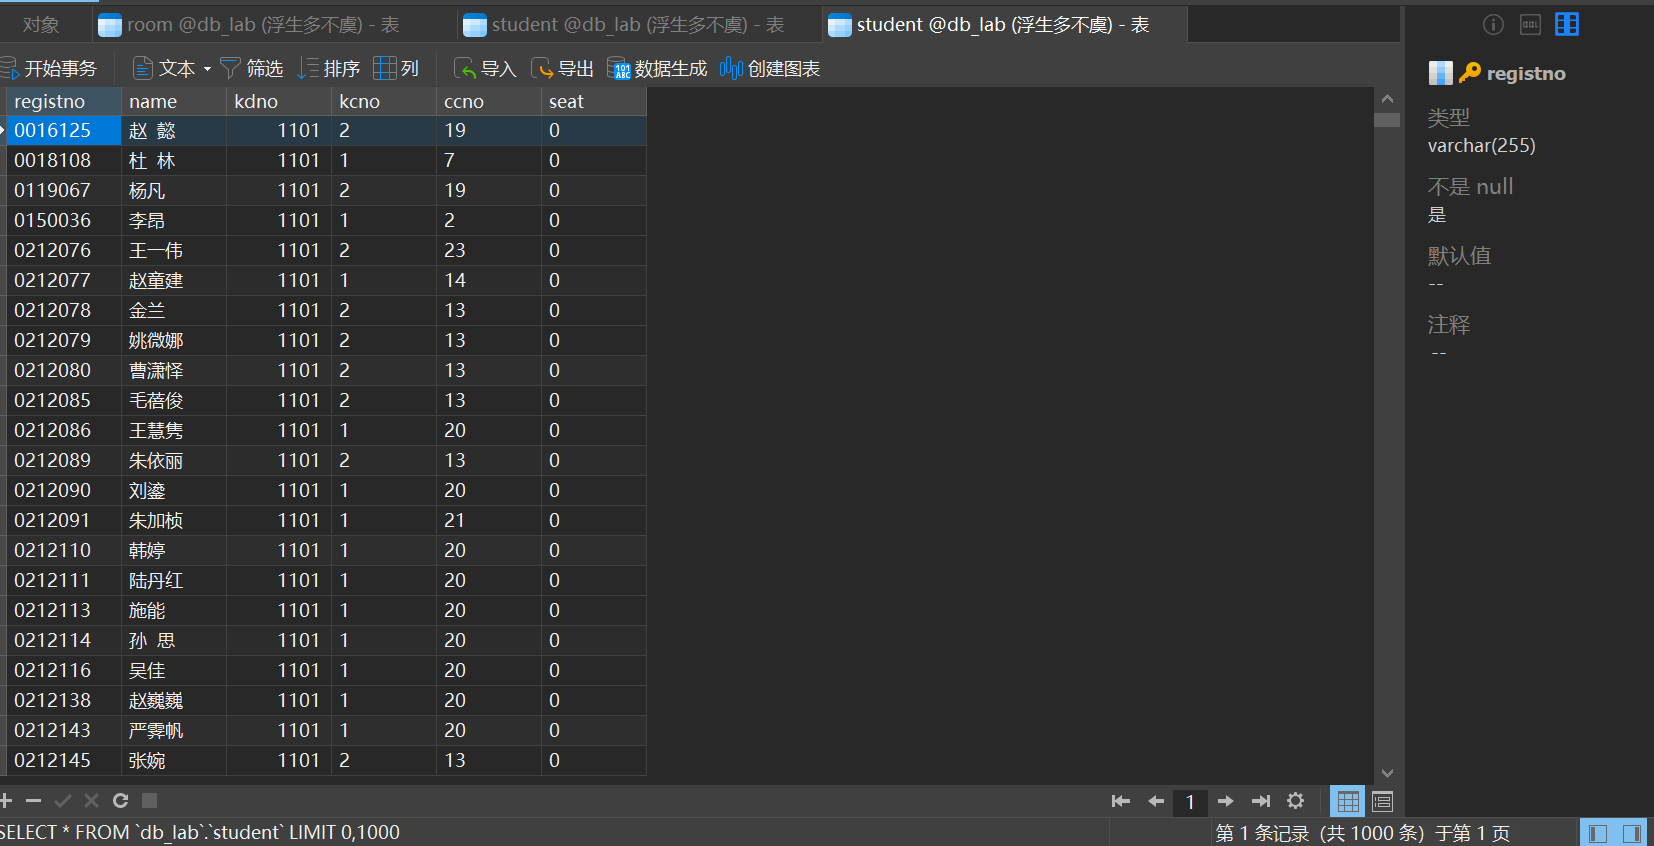 对象 room @db_lab (浮生多不虞) - 表 student @db_lab (浮生多不虞) - 表 student @db_lab (浮生多不虞) - 表
开始事务 文本 筛选 排序 列 导入 导出 数据生成 创建图表
registno name kdno kcno ccno seat
0016125 赵 懿 1101 2 19 0
0018108 杜 林 1101 1 7 0
0119067 杨凡 1101 2 19 0
0150036 李昂 1101 1 2 0
0212076 王一伟 1101 2 23 0
0212077 赵童建 1101 1 14 0
0212078 金兰 1101 2 13 0
0212079 姚微娜 1101 2 13 0
0212080 曹潇怿 1101 2 13 0
0212085 毛蓓俊 1101 2 13 0
0212086 王慧隽 1101 1 20 0
0212089 朱依丽 1101 2 13 0
0212090 刘鎏 1101 1 20 0
0212091 朱加桢 1101 1 21 0
0212110 韩婷 1101 1 20 0
0212111 陆丹红 1101 1 20 0
0212113 施能 1101 1 20 0
0212114 孙 思 1101 1 20 0
0212116 吴佳 1101 1 20 0
0212138 赵巍巍 1101 1 20 0
0212143 严霁帆 1101 1 20 0
0212145 张婉 1101 2 13 0
1
SELECT * FROM `db_lab`.`student` LIMIT 0,1000
第 1 条记录 (共 1000 条) 于第 1 页
registno
类型
varchar(255)
不是 null
是
默认值
--
注释
--